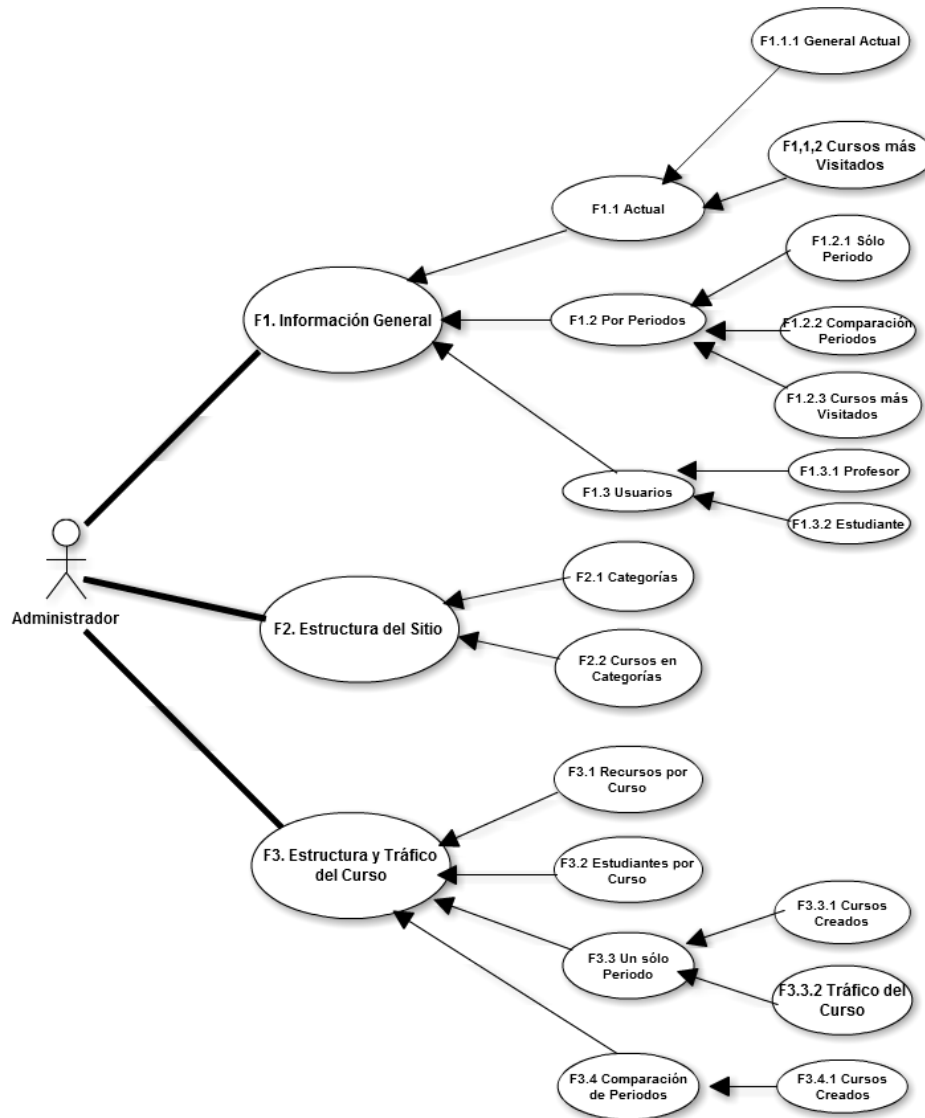 F1.1.1 General Actual
F1,1,2 Cursos más
Visitados
F1.1 Actual
F1.2.1 Sólo
Periodo
F1. Información General
F1.2 Por Periodos
F1.2.2 Comparación
Periodos
F1.2.3 Cursos más
Visitados
F1.3 Usuarios
F1.3.1 Profesor
F1.3.2 Estudiante
Administrador
F2. Estructura del Sitio
F2.1 Categorías
F2.2 Cursos en
Categorías
F3. Estructura y Tráfico
del Curso
F3.1 Recursos por
Curso
F3.2 Estudiantes por
Curso
F3.3 Un sólo
Periodo
F3.3.1 Cursos
Creados
F3.3.2 Tráfico del
Curso
F3.4 Comparación
de Periodos
F3.4.1 Cursos
Creados